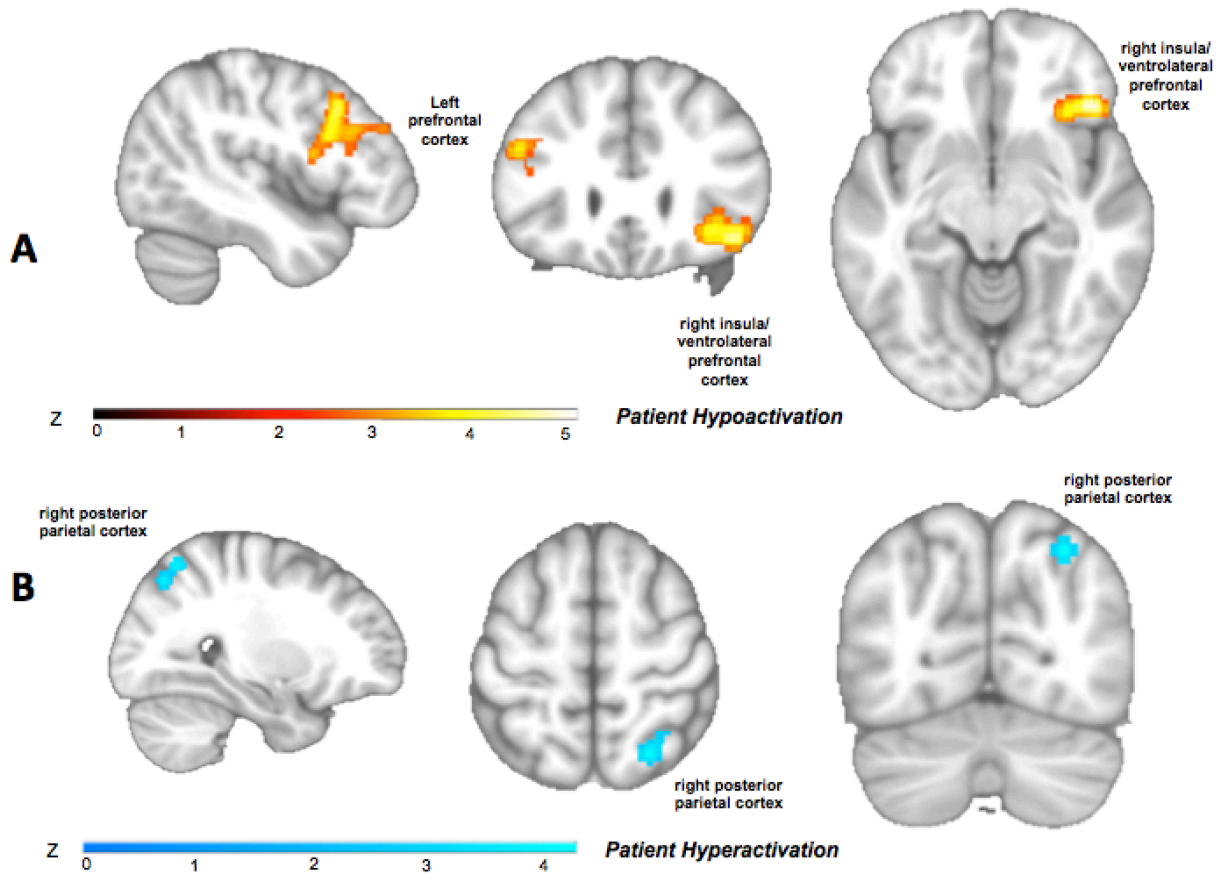 Left
prefrontal
cortex
right insula/
ventrolateral
prefrontal
cortex
A
right insula/
ventrolateral
prefrontal
cortex
Z
0 1 2 3 4 5
Patient Hypoactivation
right posterior
parietal cortex
right posterior
parietal cortex
B
right posterior
parietal cortex
Z
0 1 2 3 4
Patient Hyperactivation